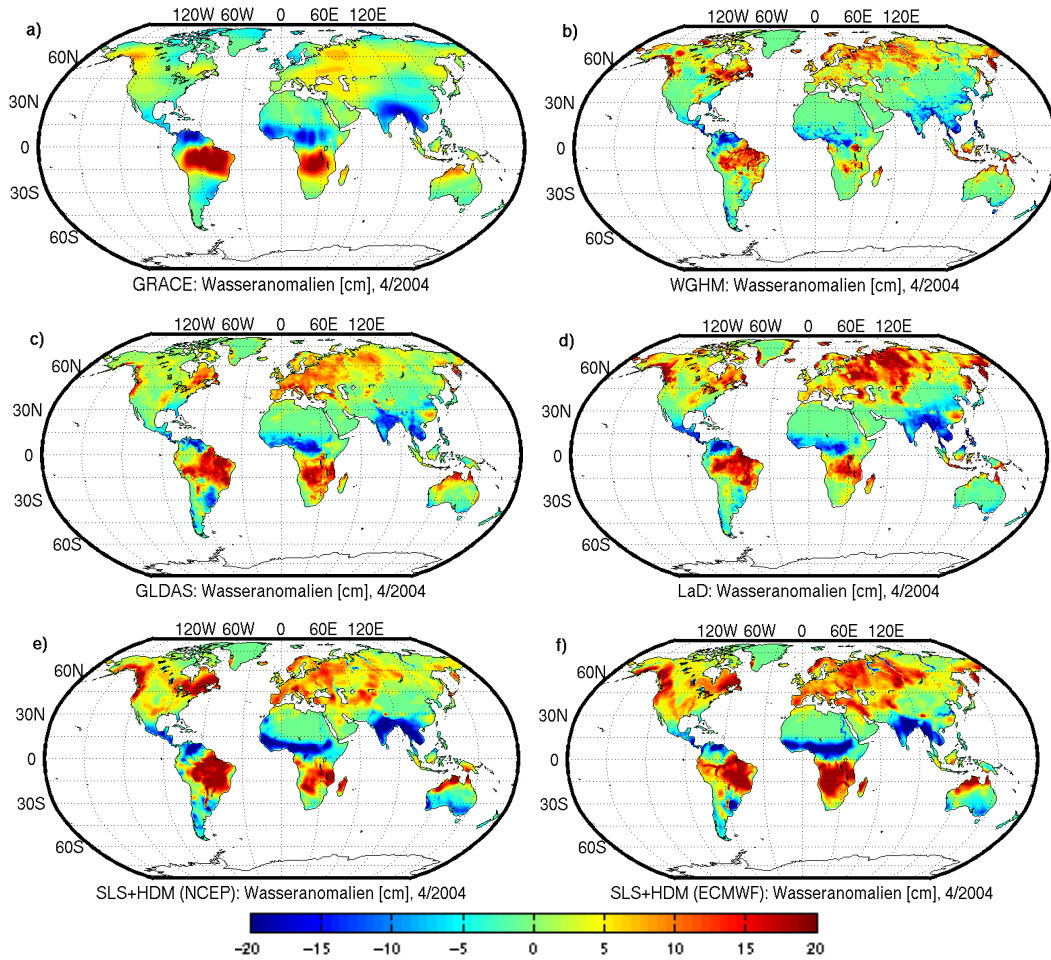 120W 60W 0 60E 120E
a)
60N
30N
0
30S
60S
GRACE: Wasseranomalien [cm], 4/2004
120W 60W 0 60E 120E
b)
60N
30N
0
30S
60S
WGHM: Wasseranomalien [cm], 4/2004
120W 60W 0 60E 120E
c)
60N
30N
0
30S
60S
GLDAS: Wasseranomalien [cm], 4/2004
120W 60W 0 60E 120E
d)
60N
30N
0
30S
60S
LaD: Wasseranomalien [cm], 4/2004
120W 60W 0 60E 120E
e)
60N
30N
0
30S
60S
SLS+HDM (NCEP): Wasseranomalien [cm], 4/2004
120W 60W 0 60E 120E
f)
60N
30N
0
30S
60S
SLS+HDM (ECMWF): Wasseranomalien [cm], 4/2004
−20 −15 −10 −5 0 5 10 15 20